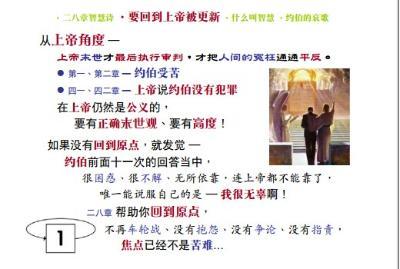 ·二八章智慧诗 ·要回到上帝被更新 ·什么叫智慧 ·约伯的哀歌
从上帝角度 —
上帝末世才最后执行审判，才把人间的冤枉通通平反。
● 第一、第二章 — 约伯受苦
● 四一、四二章 — 上帝说约伯没有犯罪
在上帝仍然是公义的，
要有正确末世观、要有高度！
如果没有回到原点，就发觉 —
约伯前面十一次的回答当中，
很困惑、很不解、无所依靠，连上帝都不能靠了，
唯一能说服自己的是 — 我很无辜啊！
二八章 帮助你回到原点，
不再车轮战、没有抱怨、没有争论、没有指责，
焦点已经不是苦难...
1